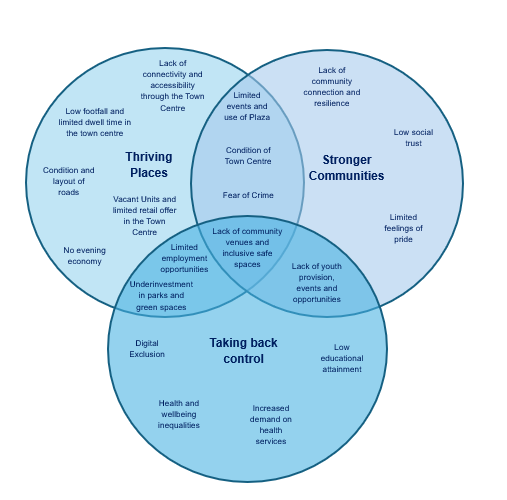 Lack of
connectivity and
accessibility
through the Town
Centre
Low footfall and
limited dwell time in
the town centre
Thriving
Places
Condition and
layout of
roads
Vacant Units and
limited retail offer
in the Town
Centre
No evening
economy
Limited
events and
use of Plaza
Condition of
Town Centre
Fear of Crime
Lack of
community
connection and
resilience
Low social
trust
Stronger
Communities
Limited
feelings of
pride
Lack of community
venues and
inclusive safe
spaces
Limited
employment
opportunities
Underinvestment
in parks and
green spaces
Lack of youth
provision,
events and
opportunities
Digital
Exclusion
Taking back
control
Low
educational
attainment
Health and
wellbeing
inequalities
Increased
demand on
health
services